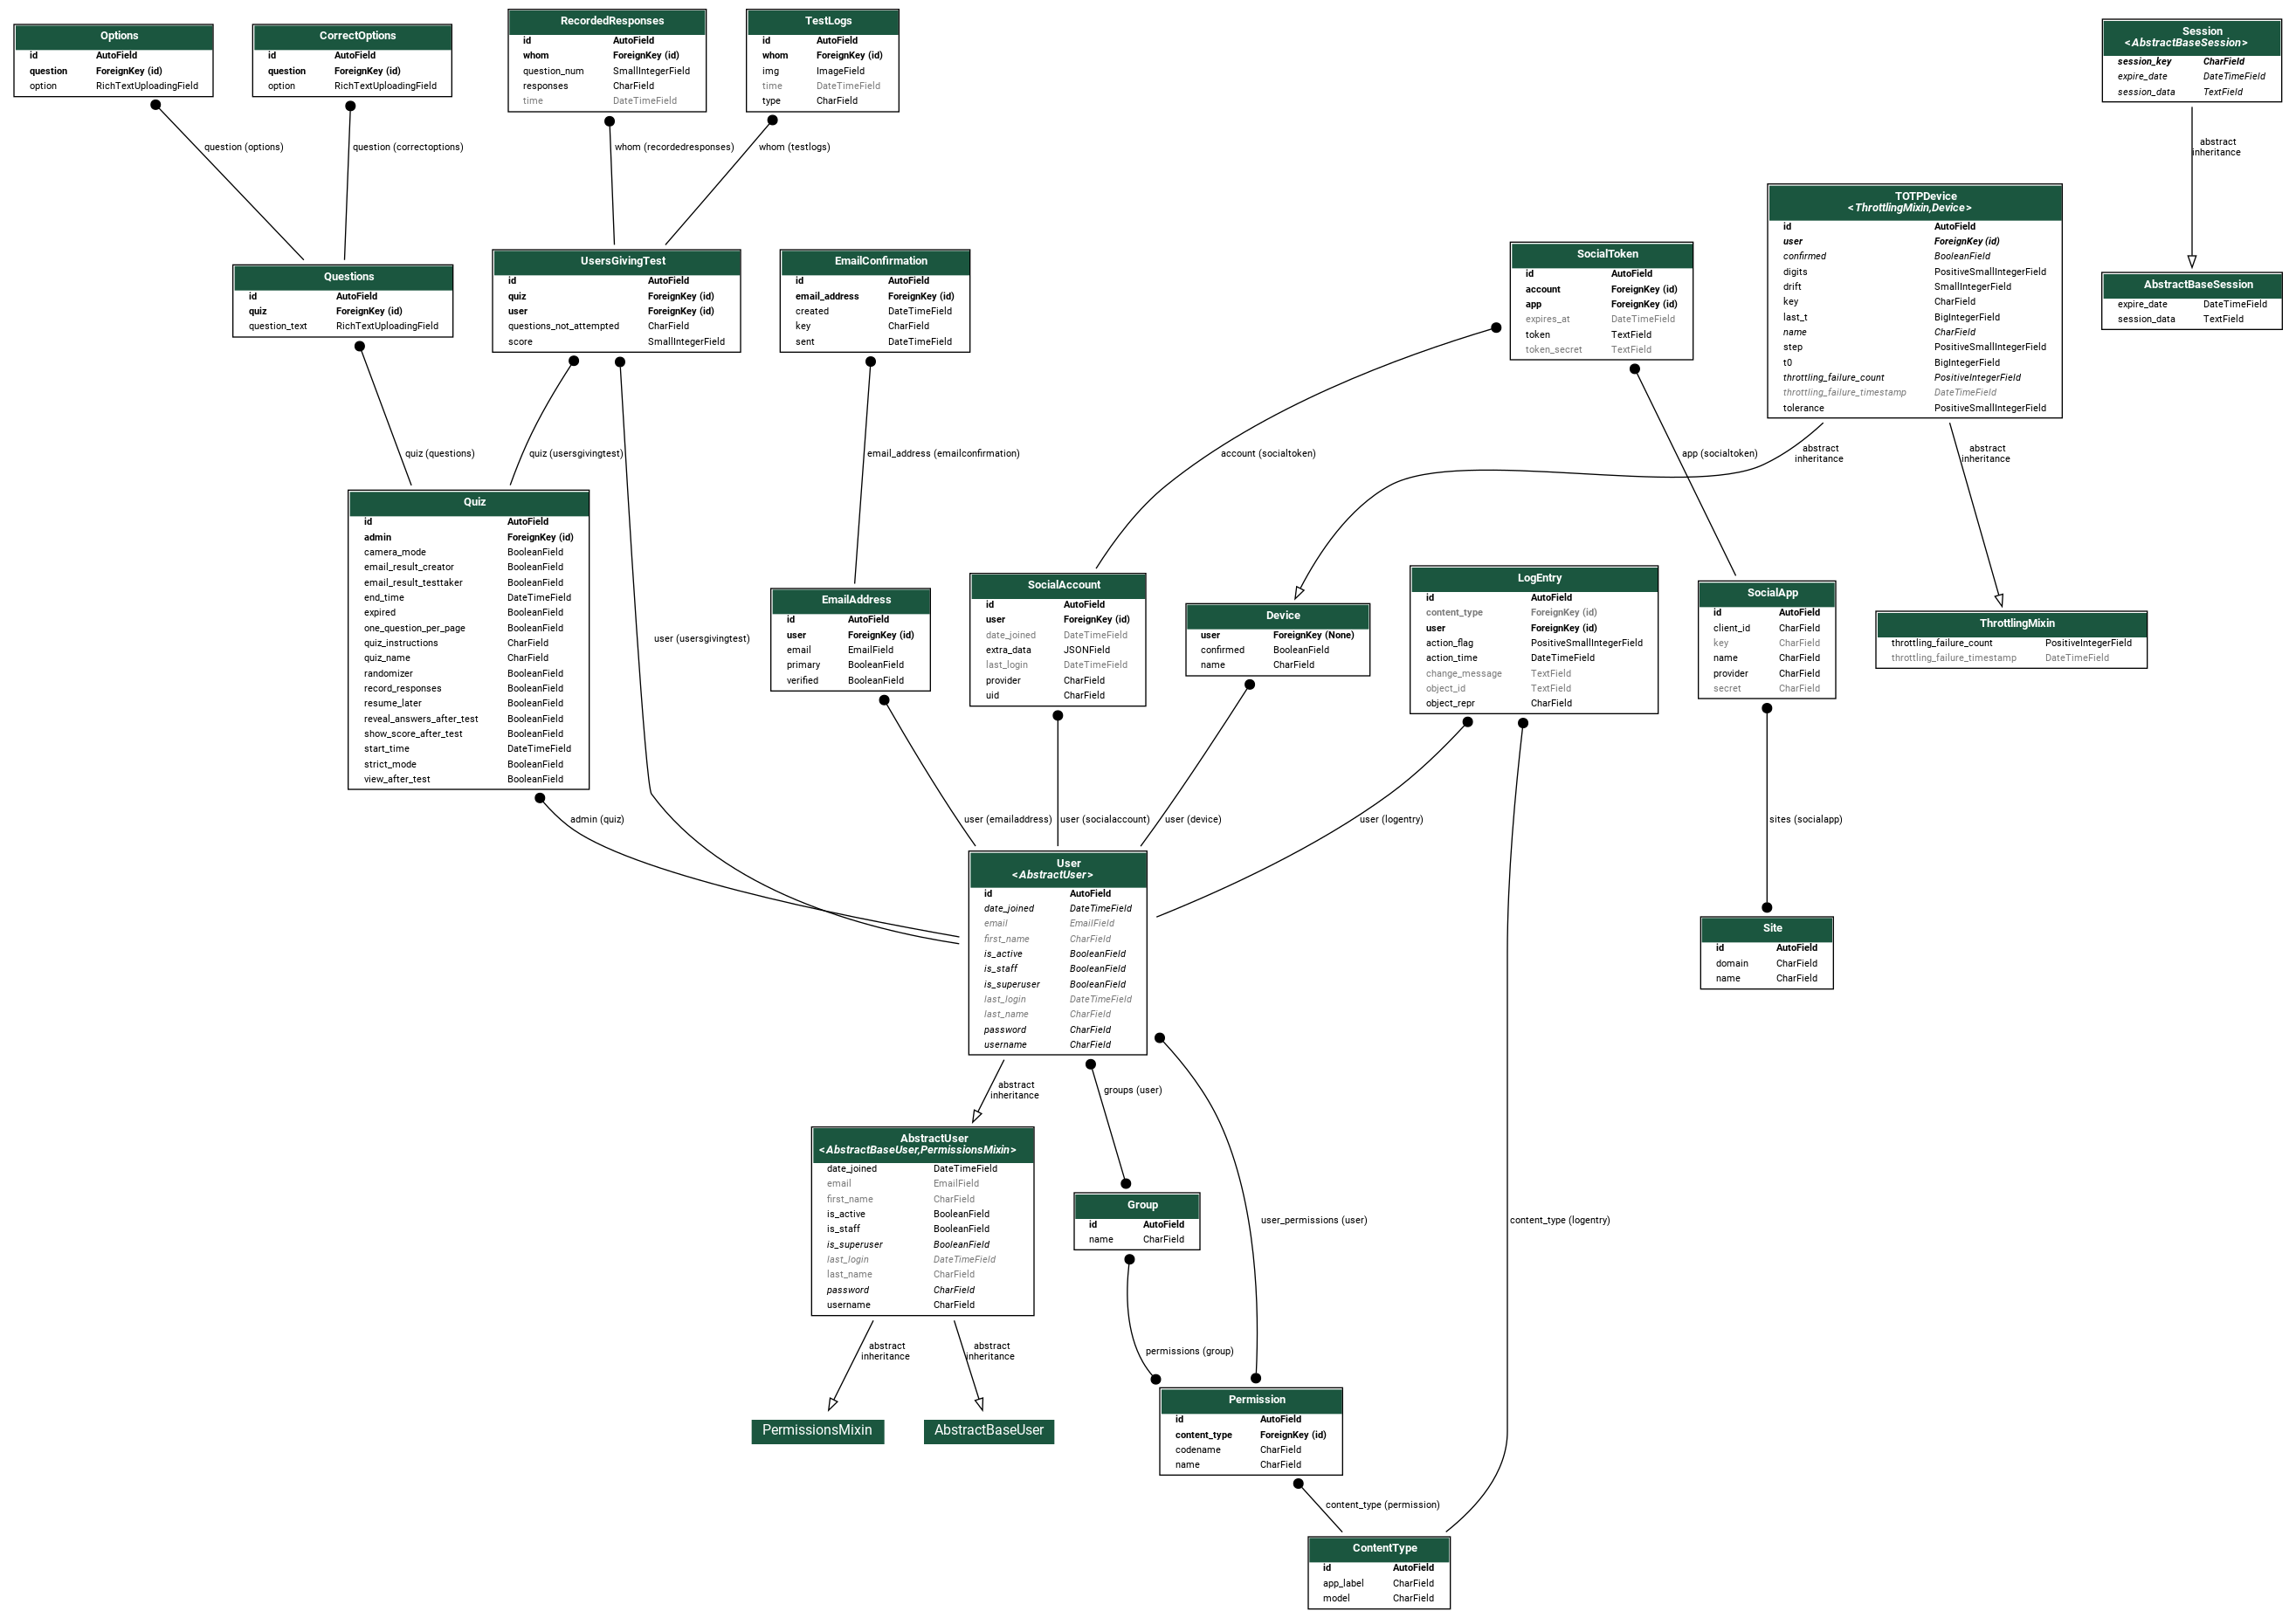 Options
id AutoField
question ForeignKey (id)
option RichTextUploadingField
CorrectOptions
id AutoField
question ForeignKey (id)
option RichTextUploadingField
RecordedResponses
id AutoField
whom ForeignKey (id)
question_num SmallIntegerField
responses CharField
time DateTimeField
TestLogs
id AutoField
whom ForeignKey (id)
img ImageField
time DateTimeField
type CharField
Session
<AbstractBaseSession>
session_key CharField
expire_date DateTimeField
session_data TextField
question (options)
question (correctoptions)
whom (recordedresponses)
whom (testlogs)
abstract
inheritance
TOTPDevice
<ThrottlingMixin,Device>
id AutoField
user ForeignKey (id)
confirmed BooleanField
digits PositiveSmallIntegerField
drift SmallIntegerField
key CharField
last_t BigIntegerField
name CharField
step PositiveSmallIntegerField
t0 BigIntegerField
throttling_failure_count PositiveIntegerField
throttling_failure_timestamp DateTimeField
tolerance PositiveSmallIntegerField
Questions
id AutoField
quiz ForeignKey (id)
question_text RichTextUploadingField
UsersGivingTest
id AutoField
quiz ForeignKey (id)
user ForeignKey (id)
questions_not_attempted CharField
score SmallIntegerField
EmailConfirmation
id AutoField
email_address ForeignKey (id)
created DateTimeField
key CharField
sent DateTimeField
SocialToken
id AutoField
account ForeignKey (id)
app ForeignKey (id)
expires_at DateTimeField
token TextField
token_secret TextField
AbstractBaseSession
expire_date DateTimeField
session_data TextField
quiz (questions)
quiz (usersgivingtest)
email_address (emailconfirmation)
account (socialtoken)
app (socialtoken)
abstract
inheritance
abstract
inheritance
Quiz
id AutoField
admin ForeignKey (id)
camera_mode BooleanField
email_result_creator BooleanField
email_result_testtaker BooleanField
end_time DateTimeField
expired BooleanField
one_question_per_page BooleanField
quiz_instructions CharField
quiz_name CharField
randomizer BooleanField
record_responses BooleanField
resume_later BooleanField
reveal_answers_after_test BooleanField
show_score_after_test BooleanField
start_time DateTimeField
strict_mode BooleanField
view_after_test BooleanField
user (usersgivingtest)
EmailAddress
id AutoField
user ForeignKey (id)
email EmailField
primary BooleanField
verified BooleanField
SocialAccount
id AutoField
user ForeignKey (id)
date_joined DateTimeField
extra_data JSONField
last_login DateTimeField
provider CharField
uid CharField
Device
user ForeignKey (None)
confirmed BooleanField
name CharField
LogEntry
id AutoField
content_type ForeignKey (id)
user ForeignKey (id)
action_flag PositiveSmallIntegerField
action_time DateTimeField
change_message TextField
object_id TextField
object_repr CharField
SocialApp
id AutoField
client_id CharField
key CharField
name CharField
provider CharField
secret CharField
ThrottlingMixin
throttling_failure_count PositiveIntegerField
throttling_failure_timestamp DateTimeField
admin (quiz)
user (emailaddress)
user (socialaccount)
user (device)
user (logentry)
sites (socialapp)
User
<AbstractUser>
id AutoField
date_joined DateTimeField
email EmailField
first_name CharField
is_active BooleanField
is_staff BooleanField
is_superuser BooleanField
last_login DateTimeField
last_name CharField
password CharField
username CharField
Site
id AutoField
domain CharField
name CharField
abstract
inheritance
groups (user)
AbstractUser
<AbstractBaseUser,PermissionsMixin>
date_joined DateTimeField
email EmailField
first_name CharField
is_active BooleanField
is_staff BooleanField
is_superuser BooleanField
last_login DateTimeField
last_name CharField
password CharField
username CharField
Group
id AutoField
name CharField
user_permissions (user)
content_type (logentry)
abstract
inheritance
abstract
inheritance
permissions (group)
PermissionsMixin
AbstractBaseUser
Permission
id AutoField
content_type ForeignKey (id)
codename CharField
name CharField
content_type (permission)
ContentType
id AutoField
app_label CharField
model CharField